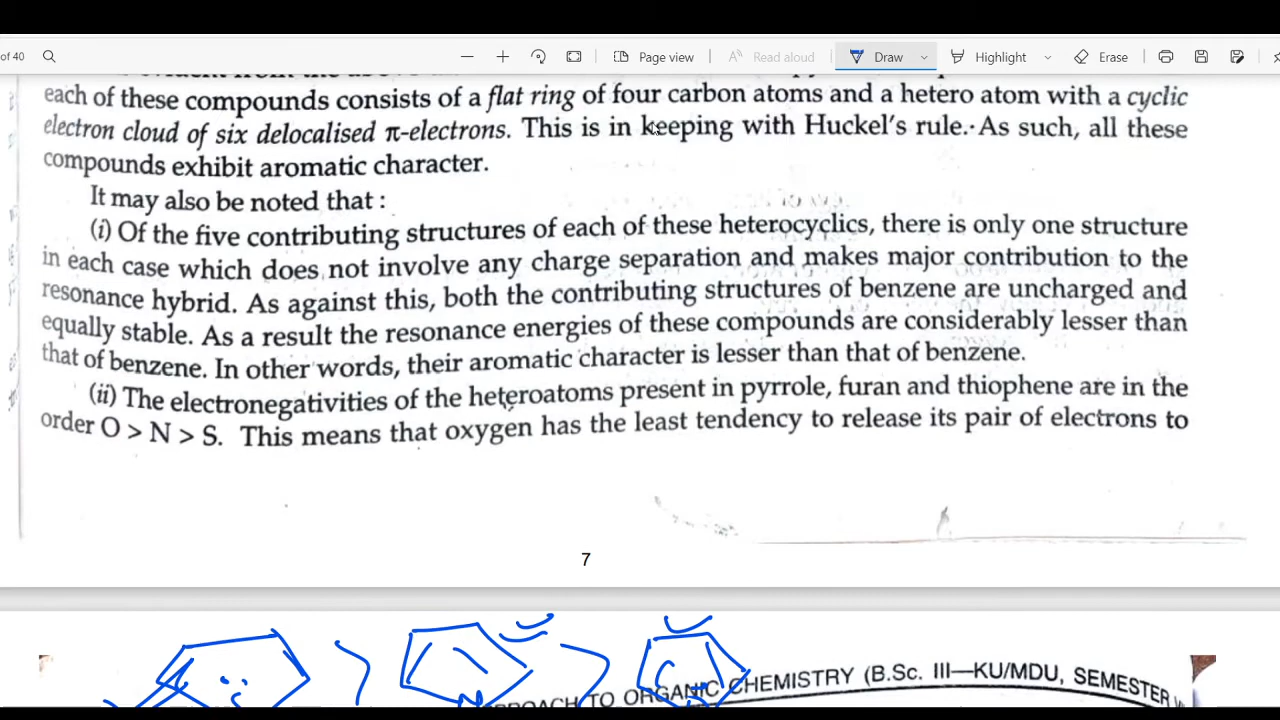 of 40 Page view Read aloud Draw Highlight Erase
each of these compounds consists of a flat ring of four carbon atoms and a hetero atom with a cyclic
electron cloud of six delocalised π-electrons. This is in keeping with Huckel's rule. As such, all these
compounds exhibit aromatic character.
It may also be noted that :
(i) Of the five contributing structures of each of these heterocyclics, there is only one structure
in each case which does not involve any charge separation and makes major contribution to the
resonance hybrid. As against this, both the contributing structures of benzene are uncharged and
equally stable. As a result the resonance energies of these compounds are considerably lesser than
that of benzene. In other words, their aromatic character is lesser than that of benzene.
(ii) The electronegativities of the heteroatoms present in pyrrole, furan and thiophene are in the
order O > N > S. This means that oxygen has the least tendency to release its pair of electrons to
7
> >
TO ORGANIC CHEMISTRY (B.Sc. III—KU/MDU, SEMESTER